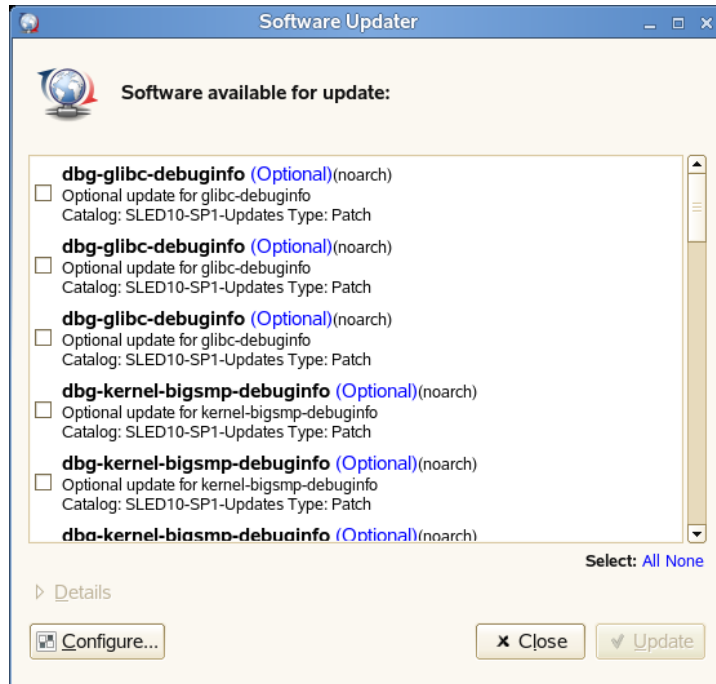 Software Updater
Software available for update:
dbg-glibc-debuginfo (Optional)(noarch)
Optional update for glibc-debuginfo
Catalog: SLED10-SP1-Updates Type: Patch
dbg-glibc-debuginfo (Optional)(noarch)
Optional update for glibc-debuginfo
Catalog: SLED10-SP1-Updates Type: Patch
dbg-glibc-debuginfo (Optional)(noarch)
Optional update for glibc-debuginfo
Catalog: SLED10-SP1-Updates Type: Patch
dbg-kernel-bigsmp-debuginfo (Optional)(noarch)
Optional update for kernel-bigsmp-debuginfo
Catalog: SLED10-SP1-Updates Type: Patch
dbg-kernel-bigsmp-debuginfo (Optional)(noarch)
Optional update for kernel-bigsmp-debuginfo
Catalog: SLED10-SP1-Updates Type: Patch
dbg-kernel-bigsmp-debuginfo (Optional)(noarch)
Select: All None
Details
Configure...
Close
Update